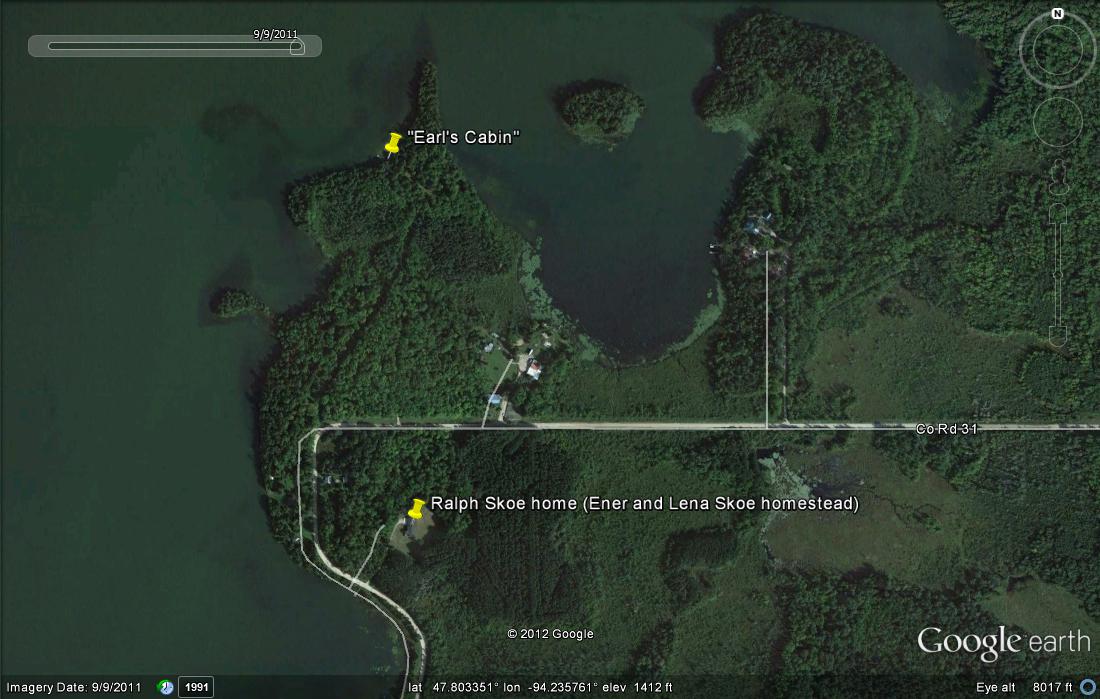 9/9/2011
N
"Earl's Cabin"
Co Rd 31
Ralph Skoe home (Ener and Lena Skoe homestead)
© 2012 Google
Google earth
Imagery Date: 9/9/2011 1991 lat 47.803351° lon -94.235761° elev 1412 ft Eye alt 8017 ft